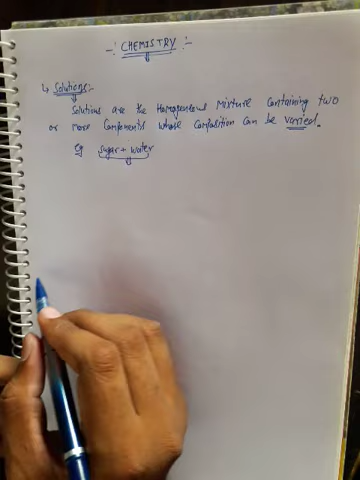 -: CHEMISTRY :-
↳ Solutions:-
Solutions are the Homogeneous Mixture Containing two
or more Components whose Composition can be varried.
eg sugar + water